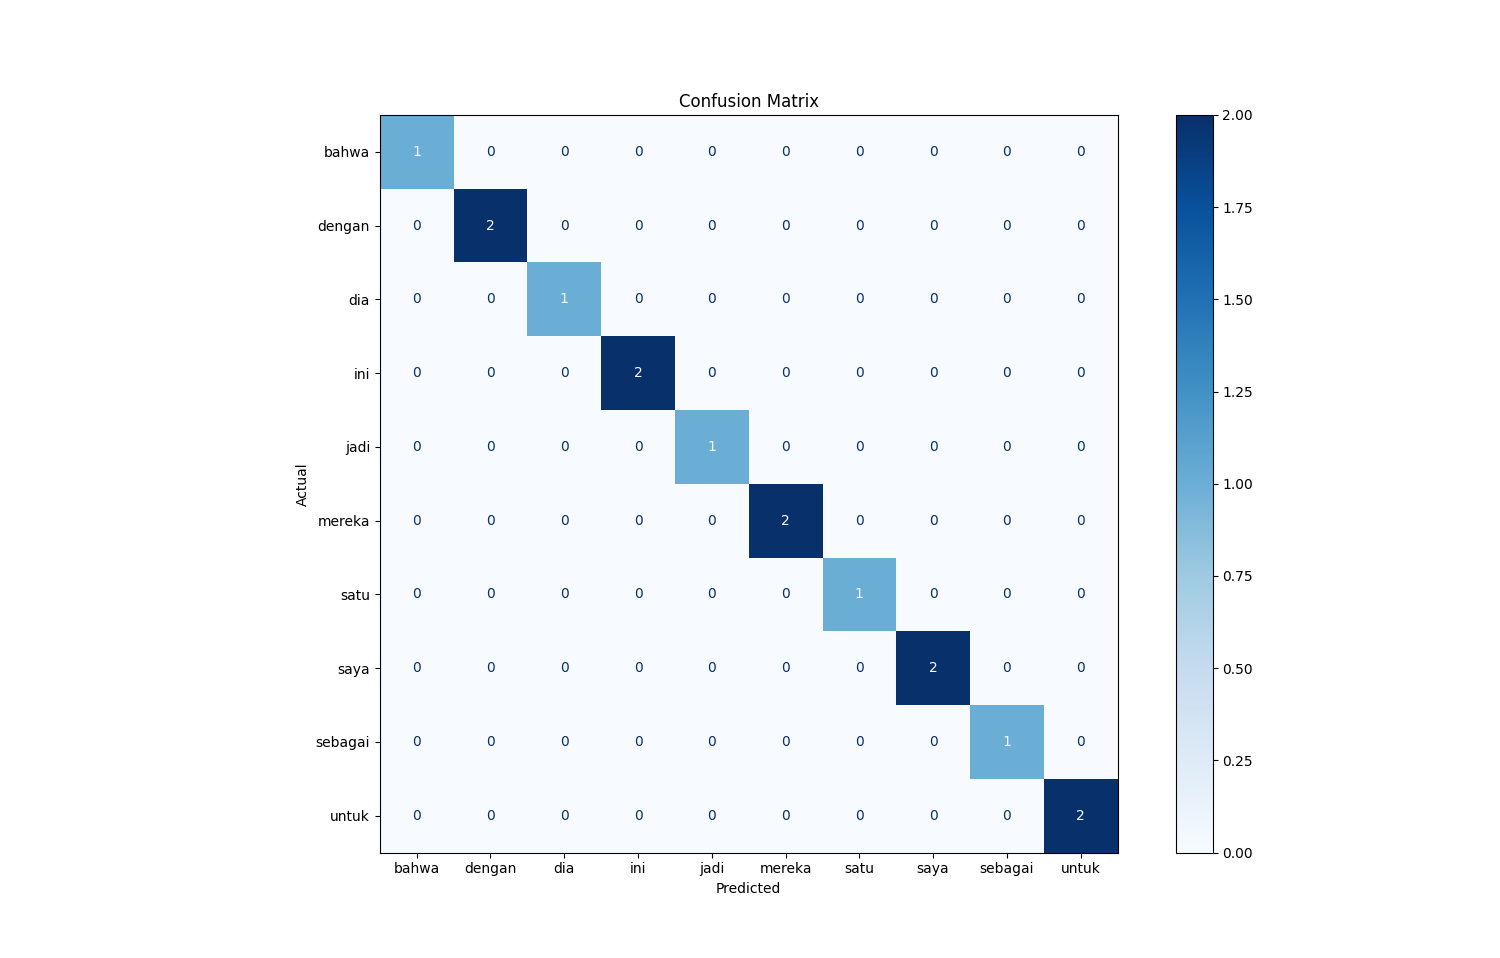 Confusion Matrix
bahwa 1 0 0 0 0 0 0 0 0 0
dengan 0 2 0 0 0 0 0 0 0 0
dia 0 0 1 0 0 0 0 0 0 0
ini 0 0 0 2 0 0 0 0 0 0
jadi 0 0 0 0 1 0 0 0 0 0
mereka 0 0 0 0 0 2 0 0 0 0
satu 0 0 0 0 0 0 1 0 0 0
saya 0 0 0 0 0 0 0 2 0 0
sebagai 0 0 0 0 0 0 0 0 1 0
untuk 0 0 0 0 0 0 0 0 0 2
bahwa dengan dia ini jadi mereka satu saya sebagai untuk
Predicted
Actual
2.00
1.75
1.50
1.25
1.00
0.75
0.50
0.25
0.00